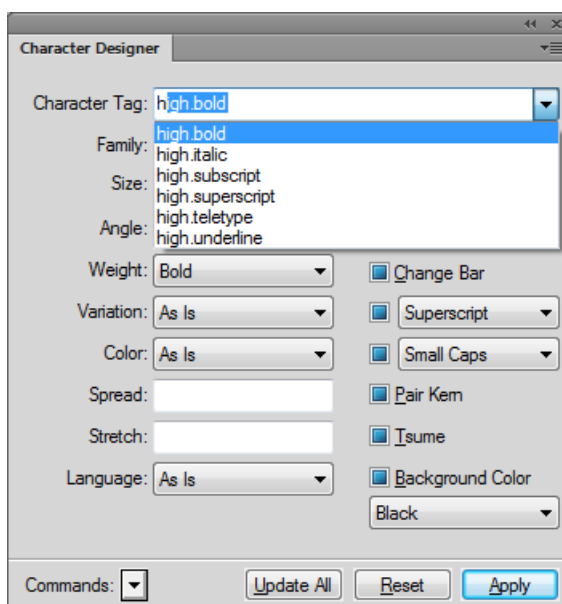 Character Designer
Character Tag: high.bold
high.bold
Family:
high.italic
high.subscript
Size:
high.superscript
high.teletype
Angle:
high.underline
Weight: Bold Change Bar
Variation: As Is Superscript
Color: As Is Small Caps
Spread: Pair Kern
Stretch: Tsume
Language: As Is Background Color
Black
Commands: Update All Reset Apply